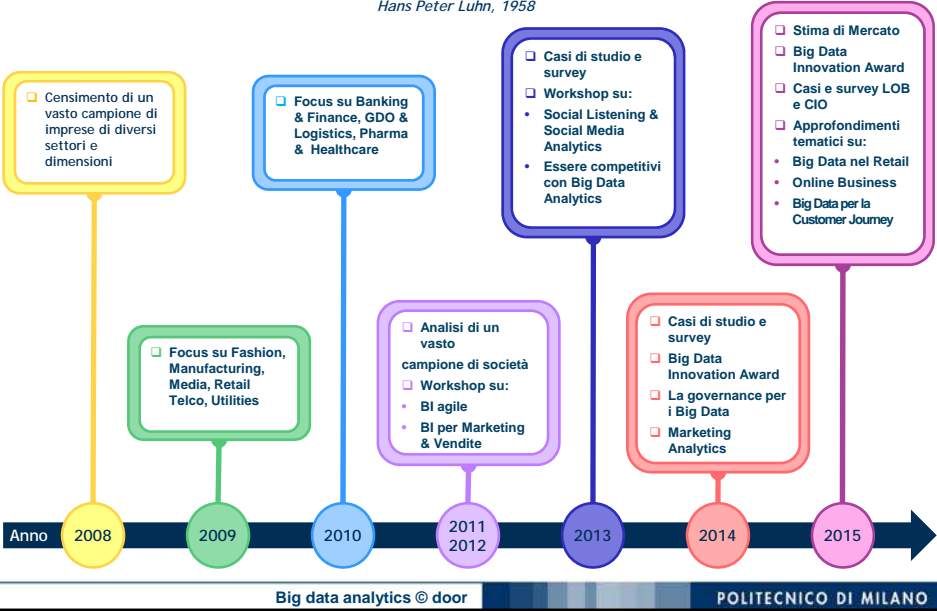 Hans Peter Luhn, 1958
❑ Censimento di un
vasto campione di
imprese di diversi
settori e
dimensioni
❑ Focus su Fashion,
Manufacturing,
Media, Retail
Telco, Utilities
❑ Focus su Banking
& Finance, GDO &
Logistics, Pharma
& Healthcare
❑ Analisi di un
vasto
campione di società
❑ Workshop su:
• BI agile
• BI per Marketing
& Vendite
❑ Casi di studio e
survey
❑ Workshop su:
• Social Listening &
Social Media
Analytics
• Essere competitivi
con Big Data
Analytics
❑ Casi di studio e
survey
❑ Big Data
Innovation Award
❑ La governance per
i Big Data
❑ Marketing
Analytics
❑ Stima di Mercato
❑ Big Data
Innovation Award
❑ Casi e survey LOB
e CIO
❑ Approfondimenti
tematici su:
• Big Data nel Retail
• Online Business
• Big Data per la
Customer Journey
Anno
2008
2009
2010
2011
2012
2013
2014
2015
Big data analytics © door
POLITECNICO DI MILANO